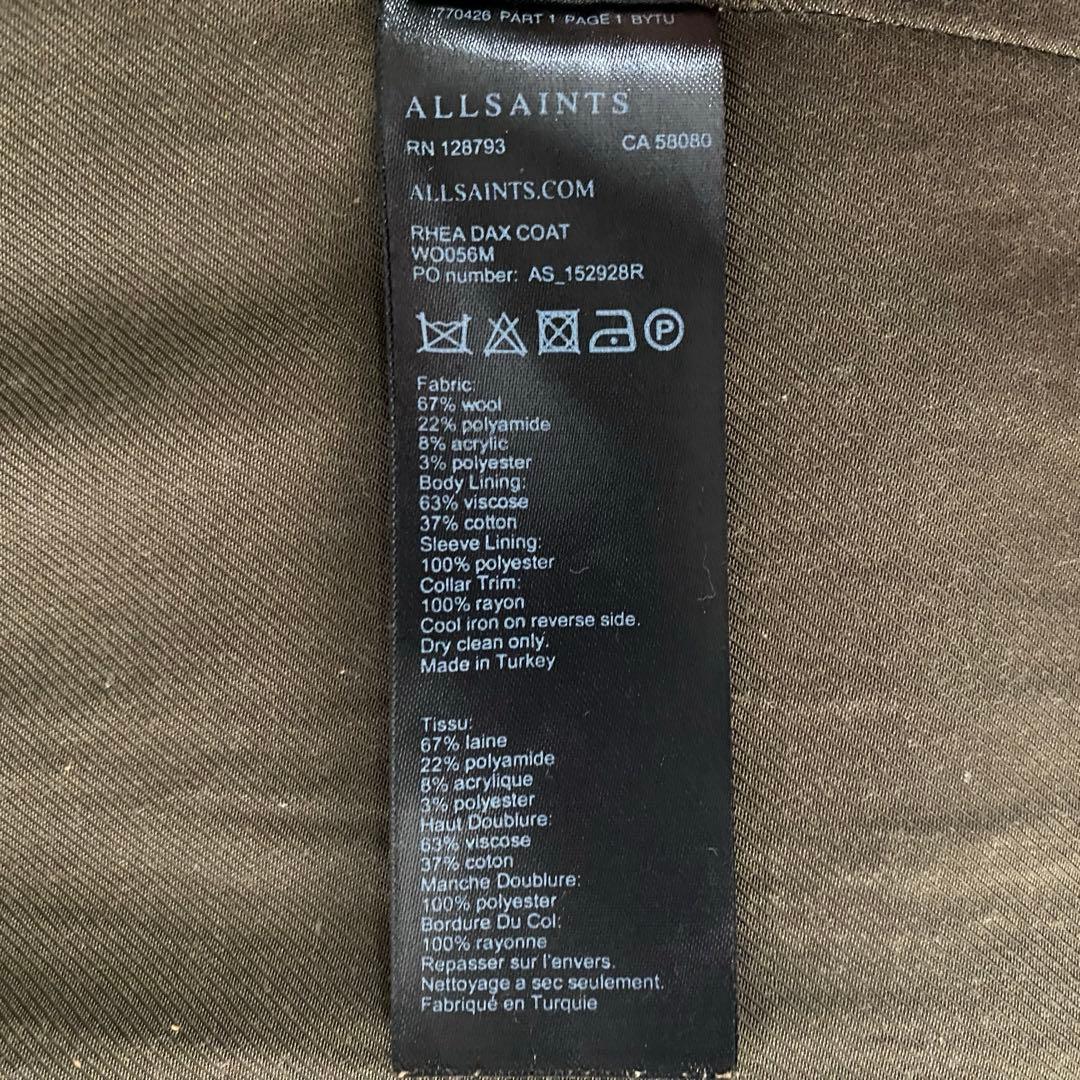 770426 PART 1 PAGE 1 BYTU
ALLSAINTS
RN 128793 CA 58080
ALLSAINTS.COM
RHEA DAX COAT
WO056M
PO number: AS_152928R
P
Fabric:
67% wool
22% polyamide
8% acrylic
3% polyester
Body Lining:
63% viscose
37% cotton
Sleeve Lining:
100% polyester
Collar Trim:
100% rayon
Cool iron on reverse side.
Dry clean only.
Made in Turkey
Tissu:
67% laine
22% polyamide
8% acrylique
3% polyester
Haut Doublure:
63% viscose
37% coton
Manche Doublure:
100% polyester
Bordure Du Col:
100% rayonne
Repasser sur l'envers.
Nettoyage a sec seulement.
Fabriqué en Turquie